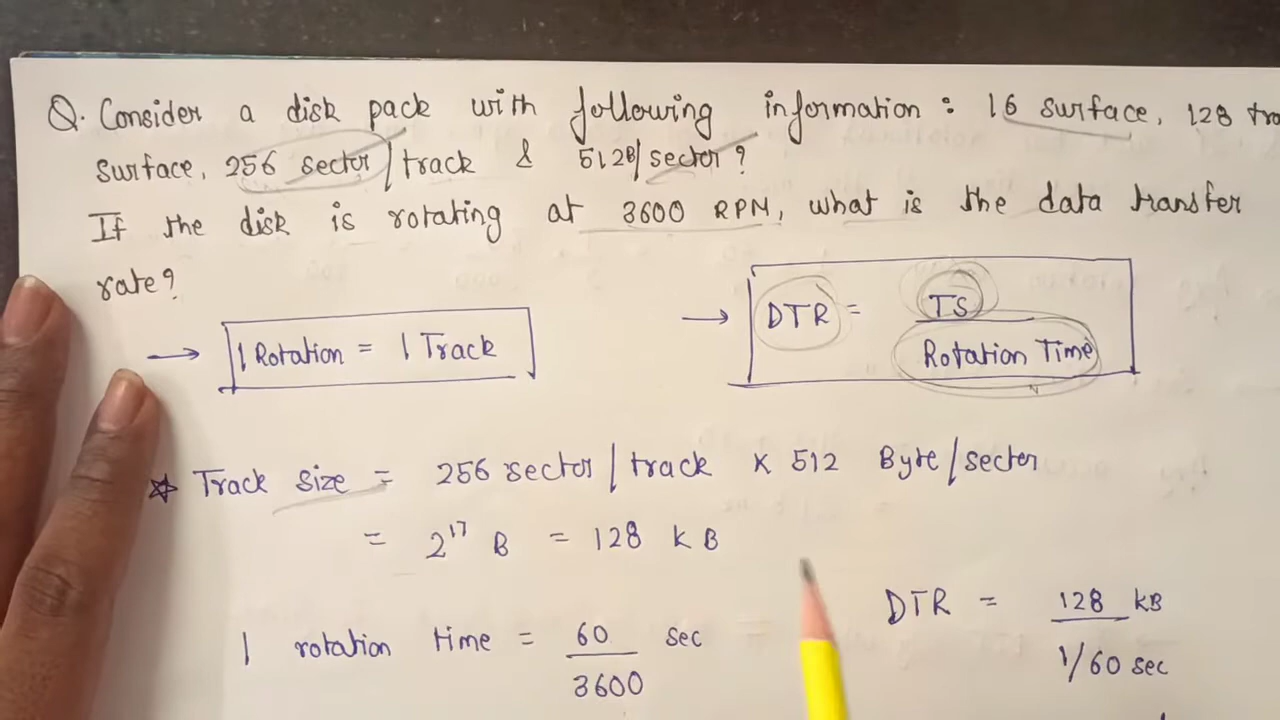 Q. Consider a disk pack with following information : 16 surface, 128
surface, 256 sector/track & 512B/sector ?
If the disk is rotating at 3600 RPM, what is the data transfer
rate?
→ 1 Rotation = 1 Track
→ DTR = TS
Rotation Time
☆ Track size = 256 sector/track x 512 Byte/sector
= 2^17 B = 128 KB
1 rotation time = 60 sec
3600
DTR = 128 KB
1/60 sec